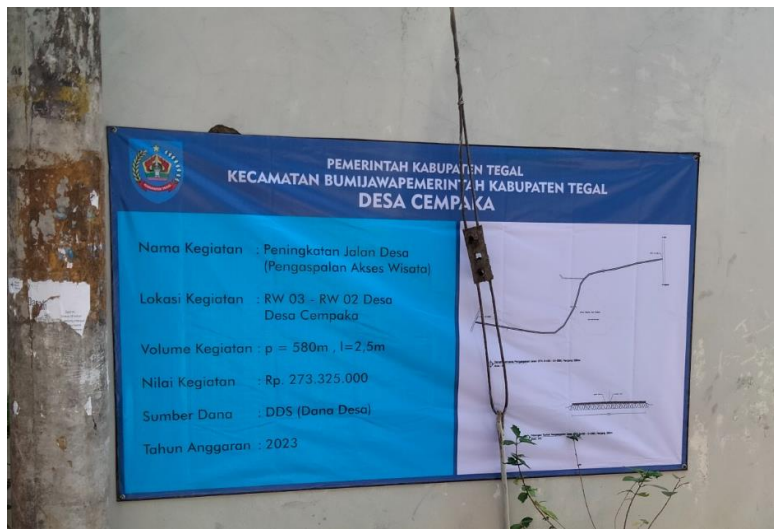 PEMERINTAH KABUPATEN TEGAL
KECAMATAN BUMIJAWAPEMERINTAH KABUPATEN TEGAL
DESA CEMPAKA
Nama Kegiatan : Peningkatan Jalan Desa
(Pengaspalan Akses Wisata)
Lokasi Kegiatan : RW 03 - RW 02 Desa
Desa Cempaka
Volume Kegiatan : p = 580m , l=2,5m
Nilai Kegiatan : Rp. 273.325.000
Sumber Dana : DDS (Dana Desa)
Tahun Anggaran : 2023